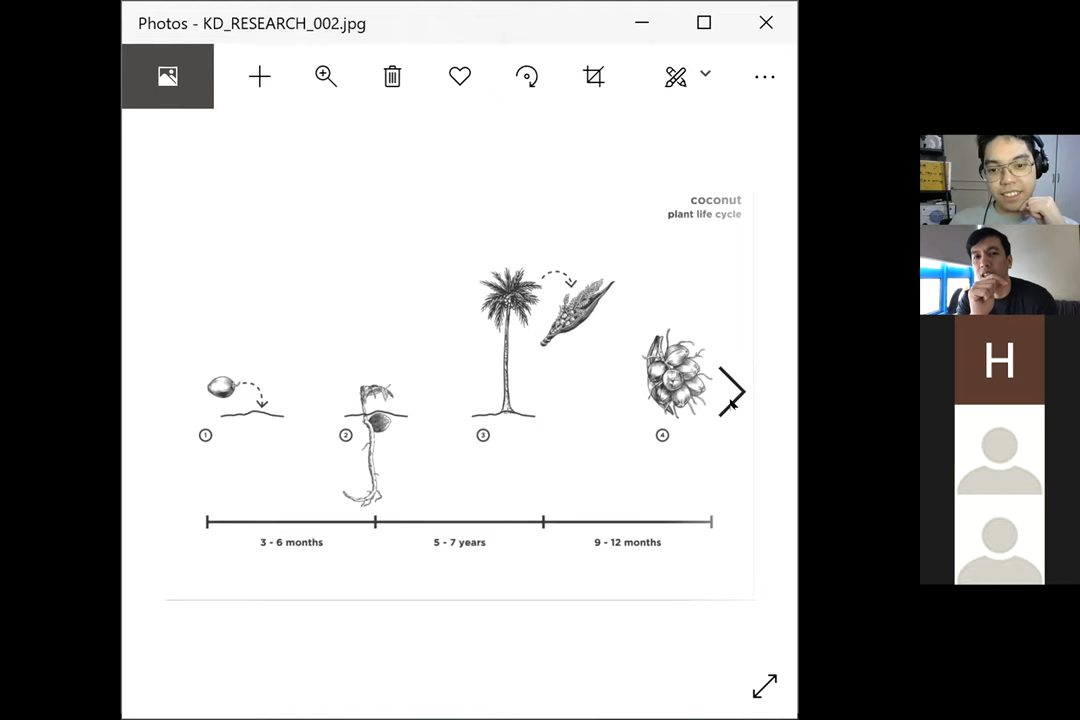 Photos - KD_RESEARCH_002.jpg
coconut
plant life cycle
1
2
3
4
3 - 6 months
5 - 7 years
9 - 12 months
H